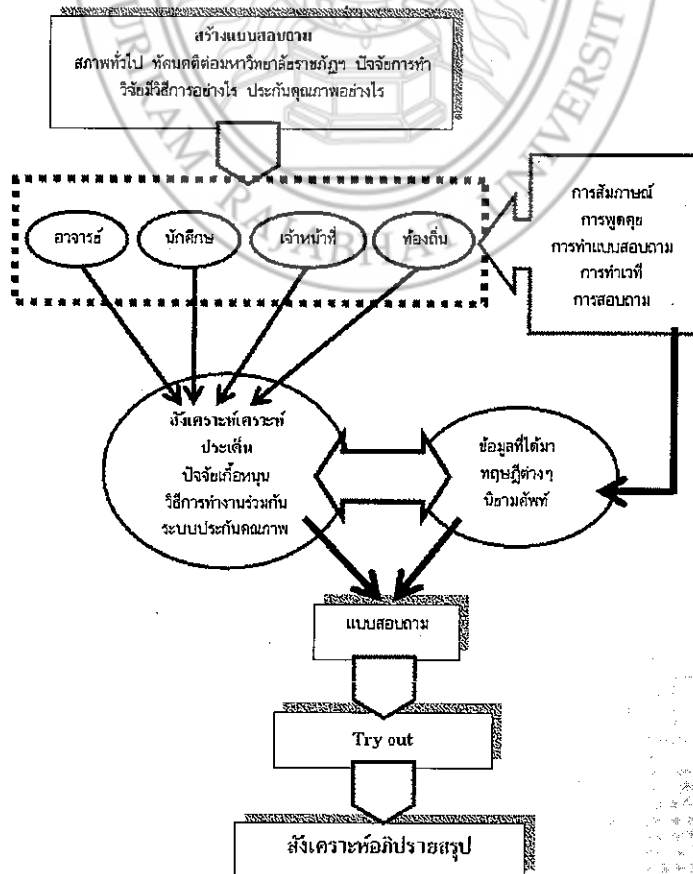 สร้างแบบสอบถาม
สภาพทั่วไป ทัศนคติต่อมหาวิทยาลัยราชภัฏฯ ปัจจัยการทำ
วิจัยมีวิธีการอย่างไร ประกันคุณภาพอย่างไร
อาจารย์
นักศึกษ
เจ้าหน้าที่
ท้องถิ่น
การสัมภาษณ์
การพูดคุย
การทำแบบสอบถาม
การทำเวที
การสอบถาม
สังเคราะห์เคราะห์
ประเด็น
ปัจจัยเกื้อหนุน
วิธีการทำงานร่วมกัน
ระบบประกันคุณภาพ
ข้อมูลที่ได้มา
ทฤษฎีต่างๆ
นิยามศัพท์
แบบสอบถาม
Try out
สังเคราะห์อภิปรายสรุป
RAJABHAT UNIVERSIT